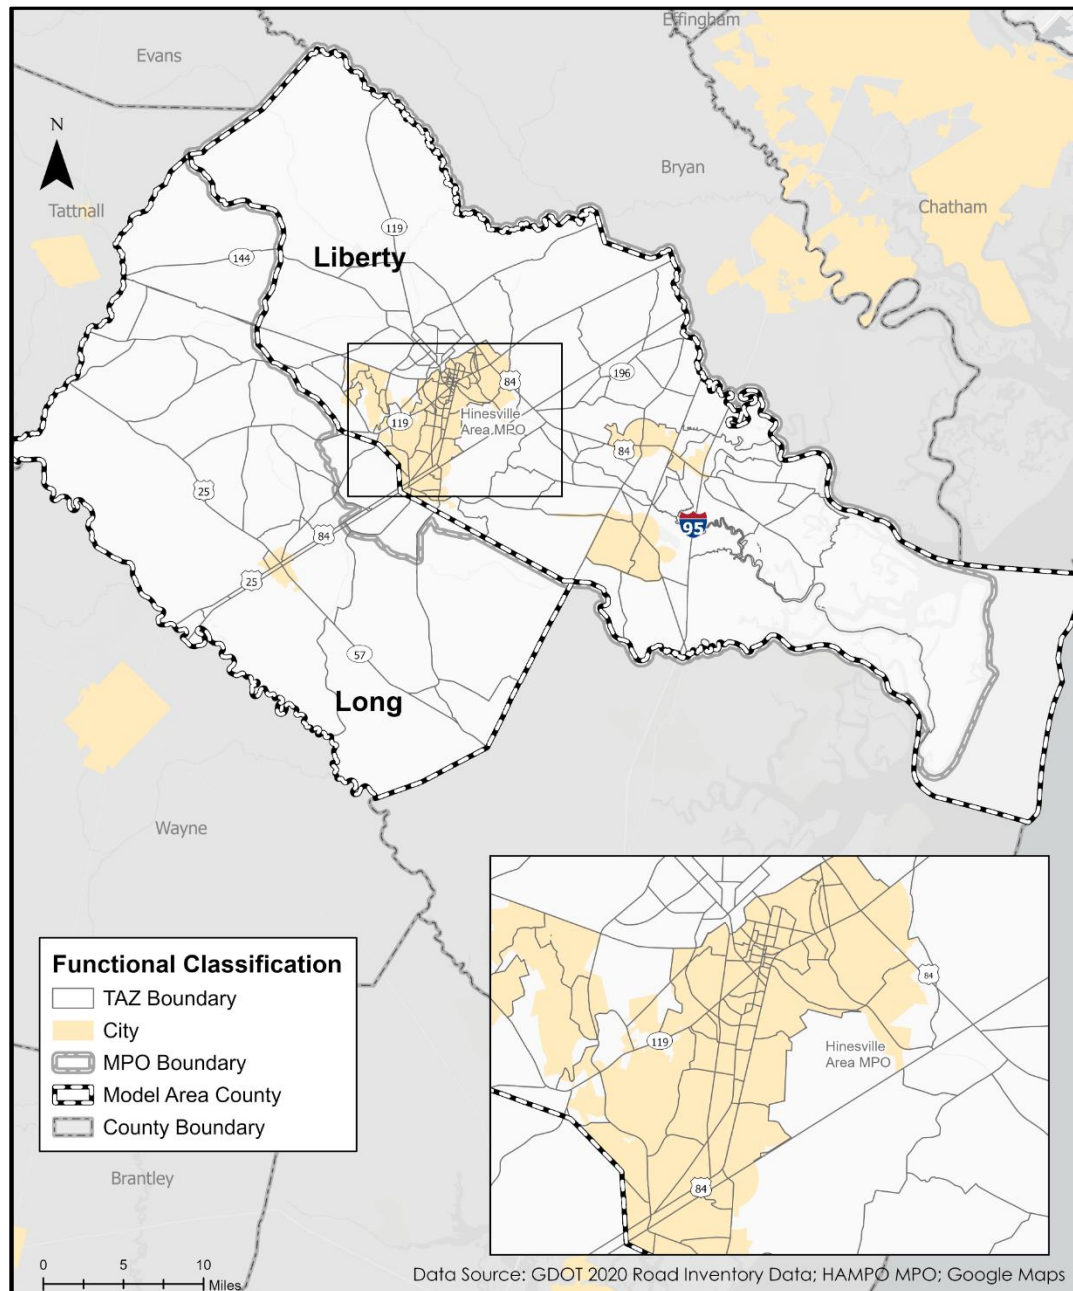 Effingham
Evans
N
Bryan
Tattnall
Chatham
119
144
Liberty
196
84
119
Hinesville
Area MPO
84
25
95
84
25
57
Long
Wayne
84
119
Hinesville
Area MPO
84
Functional Classification
TAZ Boundary
City
MPO Boundary
Model Area County
County Boundary
Brantley
0 5 10
Miles
Data Source: GDOT 2020 Road Inventory Data; HAMPO MPO; Google Maps